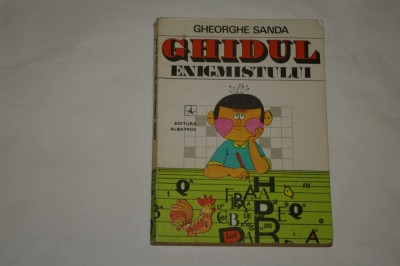 GHEORGHE SANDA
GHIDUL
ENIGMISTULUI
EDITURA
ALBATROS